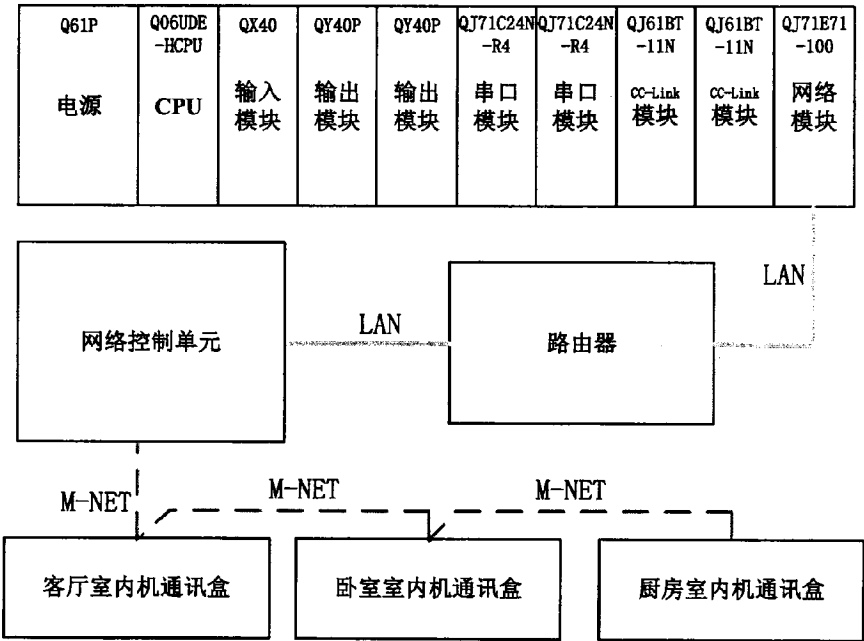 Q61P
电源
Q06UDE
-HCPU
CPU
QX40
输入
模块
QY40P
输出
模块
QY40P
输出
模块
QJ71C24N
-R4
串口
模块
QJ71C24N
-R4
串口
模块
QJ61BT
-11N
CC-Link
模块
QJ61BT
-11N
CC-Link
模块
QJ71E71
-100
网络
模块
LAN
网络控制单元
LAN
路由器
M-NET
M-NET
M-NET
客厅室内机通讯盒
卧室室内机通讯盒
厨房室内机通讯盒